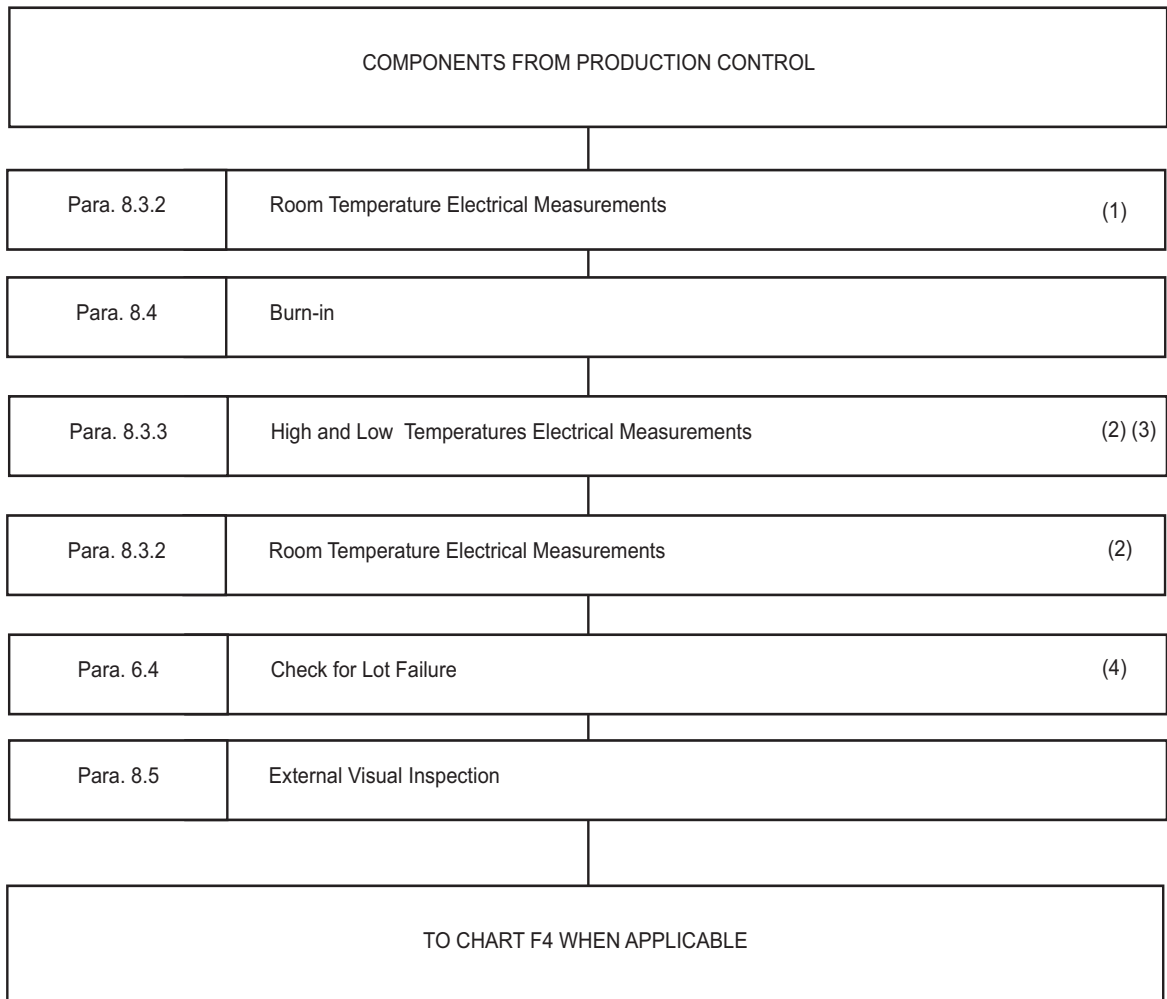 COMPONENTS FROM PRODUCTION CONTROL
Para. 8.3.2 Room Temperature Electrical Measurements (1)
Para. 8.4 Burn-in
Para. 8.3.3 High and Low Temperatures Electrical Measurements (2) (3)
Para. 8.3.2 Room Temperature Electrical Measurements (2)
Para. 6.4 Check for Lot Failure (4)
Para. 8.5 External Visual Inspection
TO CHART F4 WHEN APPLICABLE